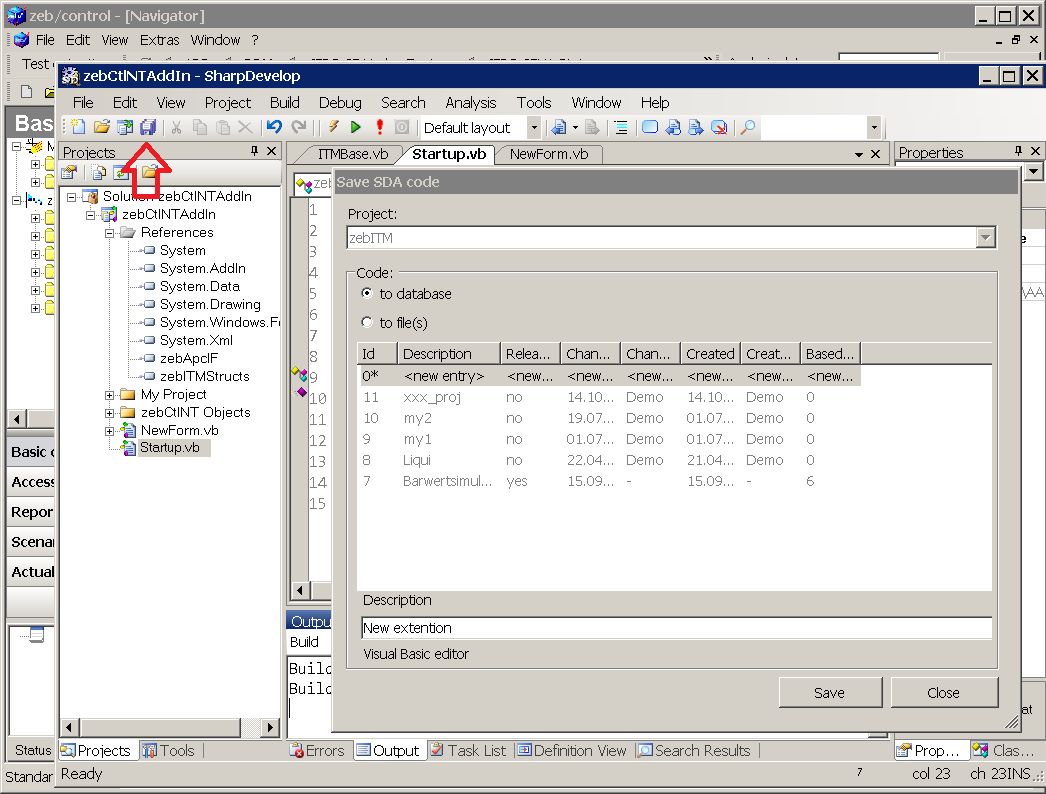 zeb/control - [Navigator]
File Edit View Extras Window ?
Test
zebCtlNTAddIn - SharpDevelop
File Edit View Project Build Debug Search Analysis Tools Window Help
Default layout
Bas
Projects
ITMBase.vb Startup.vb NewForm.vb
Properties
Solution zebCtlNTAddIn
zebCtlNTAddIn
References
System
System.AddIn
System.Data
System.Drawing
System.Windows.Fo
System.Xml
zebApcIF
zebITMStructs
My Project
zebCtlNT Objects
NewForm.vb
Startup.vb
1
2
3
4
5
6
7
8
9
10
11
12
13
14
15
Save SDA code
Project:
zebITM
Code:
to database
to file(s)
Id Description Relea... Chan... Chan... Created Creat... Based...
0* <new entry> <new... <new... <new... <new... <new... <new...
11 xxx_proj no 14.10... Demo 14.10... Demo 0
10 my2 no 19.07... Demo 01.07... Demo 0
9 my1 no 01.07... Demo 01.07... Demo 0
8 Liqui no 22.04... Demo 21.04... Demo 0
7 Barwertsimul... yes 15.09... - 15.09... - 6
Description
New extention
Visual Basic editor
Save Close
Basic c
Access
Repor
Scenar
Actual
Outpu
Build
Build
Build
Status
Standar
Projects Tools
Errors Output Task List Definition View Search Results
Prop... Clas...
Ready
7 col 23 ch 23 INS